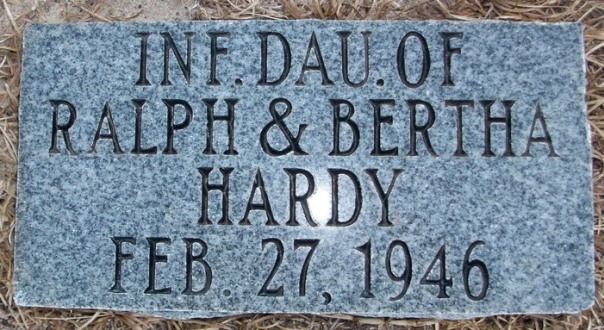 INF. DAU. OF
RALPH & BERTHA
HARDY
FEB. 27, 1946